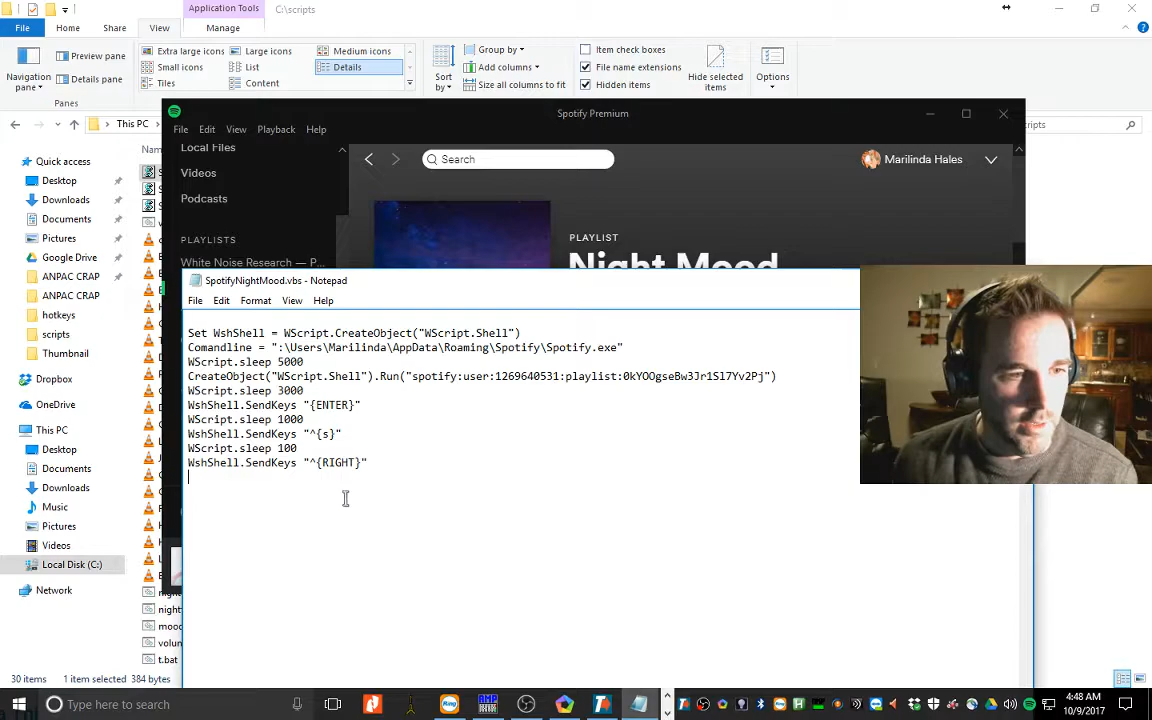 Application Tools
C:\scripts
File
Home
Share
View
Manage
Navigation pane
Preview pane
Details pane
Panes
Extra large icons
Large icons
Medium icons
Small icons
List
Details
Tiles
Content
Layout
Sort by
Group by
Add columns
Size all columns to fit
Item check boxes
File name extensions
Hidden items
Hide selected items
Options
This PC
Quick access
Desktop
Downloads
Documents
Pictures
Google Drive
ANPAC CRAP
ANPAC CRAP
hotkeys
scripts
Thumbnail
Dropbox
OneDrive
This PC
Desktop
Documents
Downloads
Music
Pictures
Videos
Local Disk (C:)
Network
t.bat
30 items
1 item selected 384 bytes
Spotify Premium
File
Edit
View
Playback
Help
Local Files
Videos
Podcasts
PLAYLISTS
White Noise Research — P...
Search
Marilinda Hales
PLAYLIST
Night Mood
SpotifyNightMood.vbs - Notepad
File
Edit
Format
View
Help
Set WshShell = WScript.CreateObject("WScript.Shell")
Comandline = ":\Users\Marilinda\AppData\Roaming\Spotify\Spotify.exe"
WScript.sleep 5000
CreateObject("WScript.Shell").Run("spotify:user:1269640531:playlist:0kYOOgseBw3Jr1Sl7Yv2Pj")
WScript.sleep 3000
WshShell.SendKeys "{ENTER}"
WScript.sleep 1000
WshShell.SendKeys "^{s}"
WScript.sleep 100
WshShell.SendKeys "^{RIGHT}"
Type here to search
Ring
AMP
4:48 AM
10/9/2017